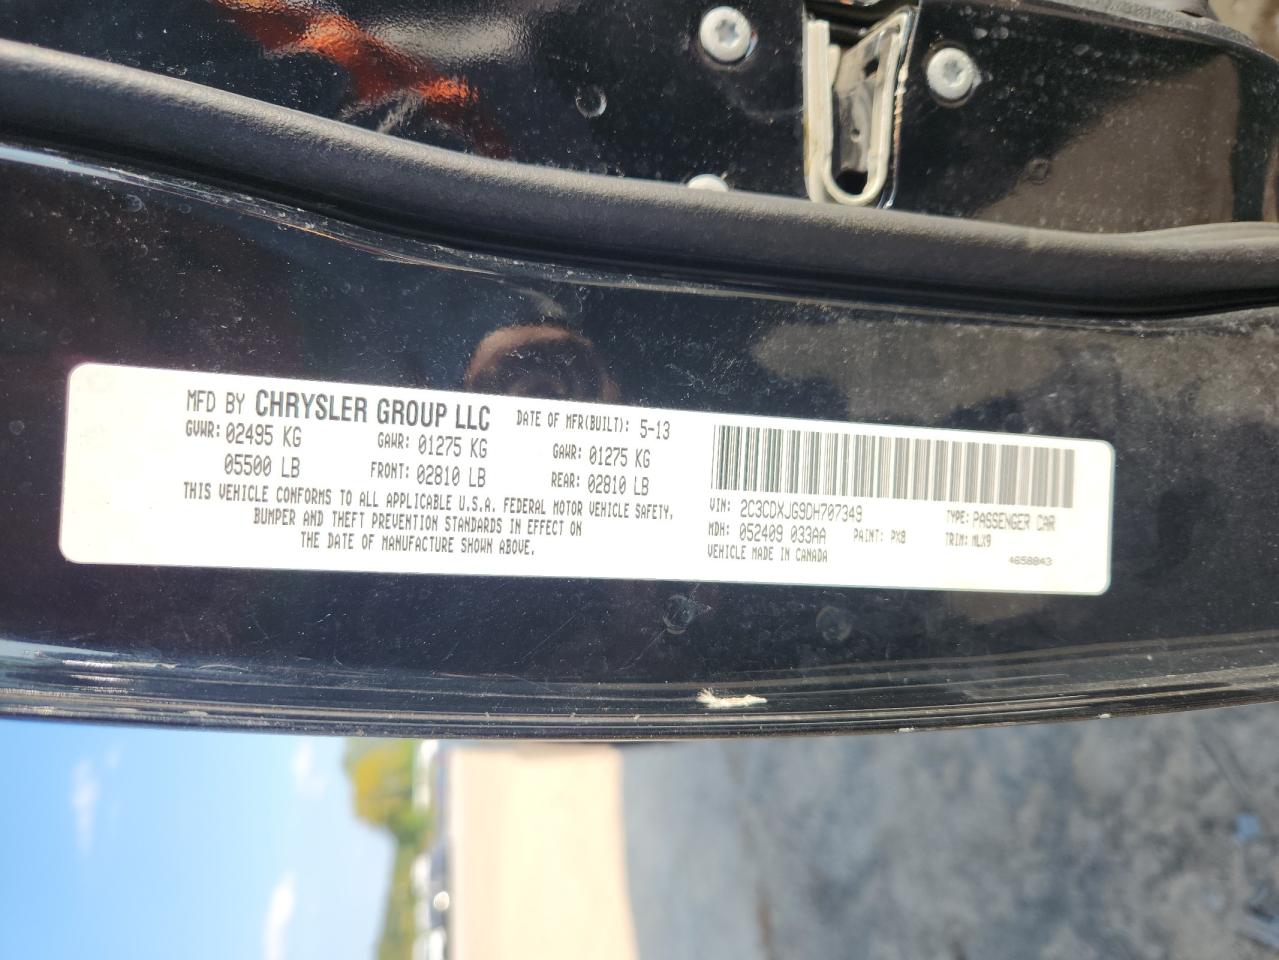 MFD BY CHRYSLER GROUP LLC DATE OF MFR(BUILT): 5-13
GVWR: 02495 KG GAWR: 01275 KG GAWR: 01275 KG
05500 LB FRONT: 02810 LB REAR: 02810 LB
THIS VEHICLE CONFORMS TO ALL APPLICABLE U.S.A. FEDERAL MOTOR VEHICLE SAFETY,
BUMPER AND THEFT PREVENTION STANDARDS IN EFFECT ON
THE DATE OF MANUFACTURE SHOWN ABOVE.
VIN: 2C3CDXJG9DH707349 TYPE: PASSENGER CAR
MDH: 052409 033AA PAINT: PX8 TRIM: MLX9
VEHICLE MADE IN CANADA 4658843